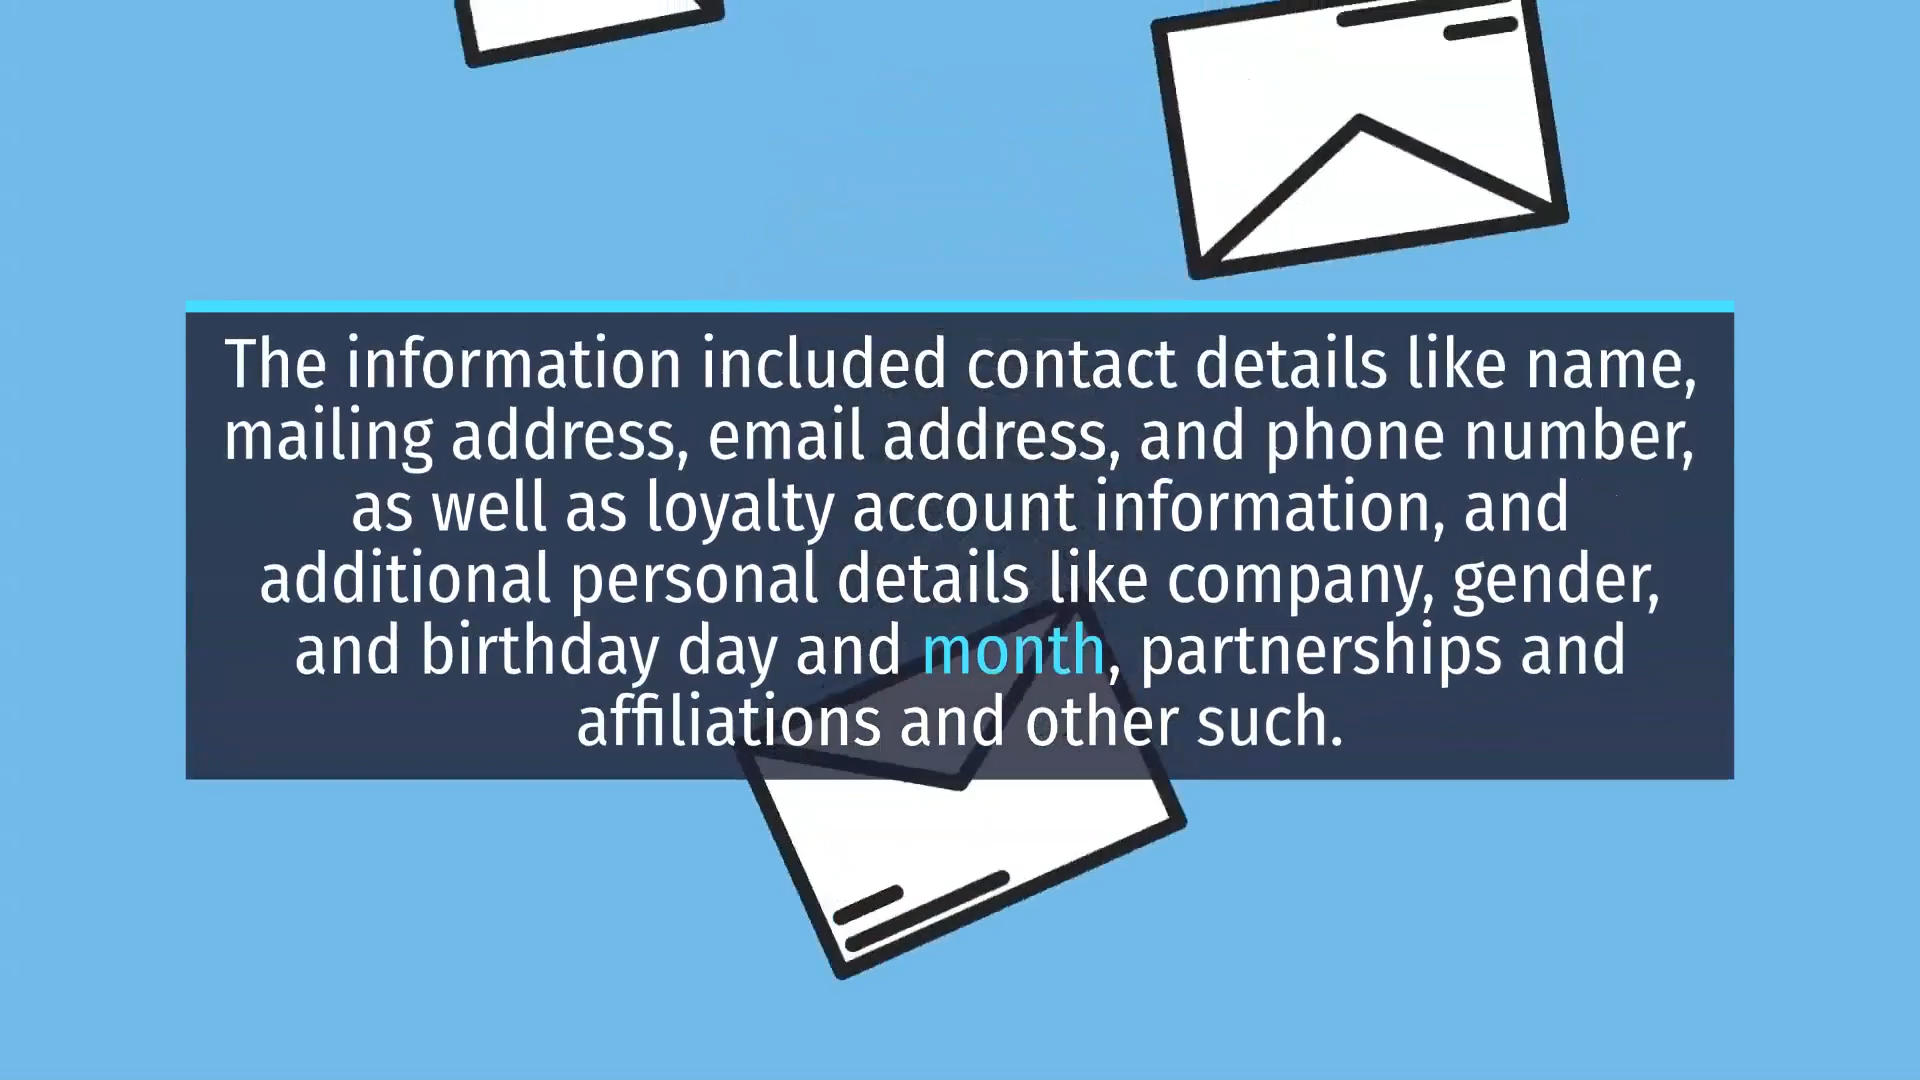 The information included contact details like name,
mailing address, email address, and phone number,
as well as loyalty account information, and
additional personal details like company, gender,
and birthday day and month, partnerships and
affiliations and other such.